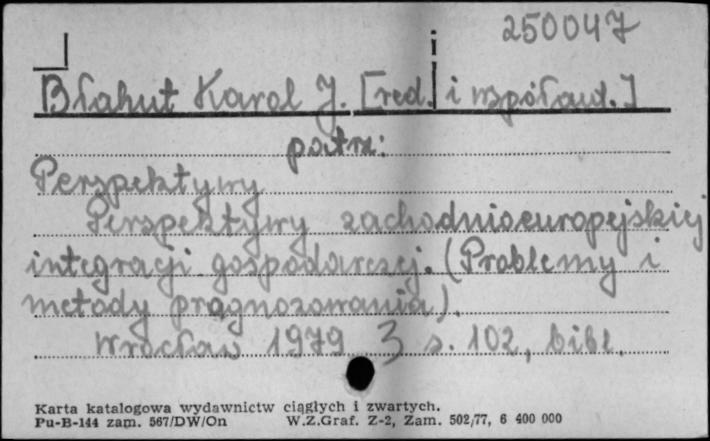 250047
Błahut Karol J. [red. i współaut.]
patrz:
Perspektywy
Perspektywy zachodnioeuropejskiej
integracji gospodarczej. (Problemy i
metody prognozowania).
Wrocław 1979 s. 102, bibl.
Karta katalogowa wydawnictw ciągłych i zwartych.
Pu-B-144 zam. 567/DW/On W.Z.Graf. Z-2, Zam. 502/77, 6 400 000